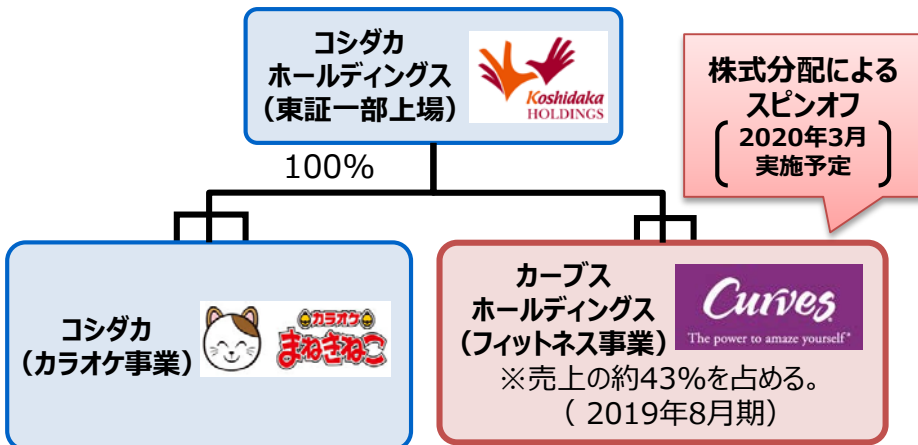 コシダカ
ホールディングス
（東証一部上場）
Koshidaka
HOLDINGS
株式分配による
スピンオフ
2020年3月
実施予定
100%
コシダカ
（カラオケ事業）
カラオケ
まねきねこ
カーブス
ホールディングス
（フィットネス事業）
Curves
The power to amaze yourself®
※売上の約43%を占める。
（ 2019年8月期）